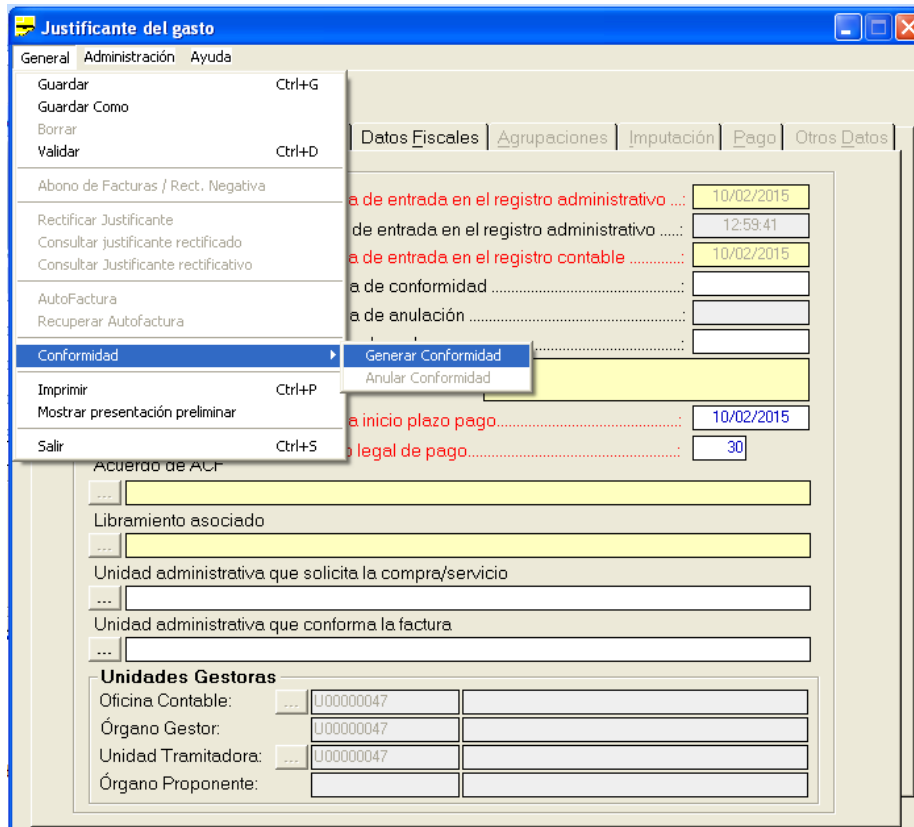 Justificante del gasto
General Administración Ayuda
Guardar Ctrl+G
Guardar Como
Borrar
Validar Ctrl+D
Abono de Facturas / Rect. Negativa
Rectificar Justificante
Consultar justificante rectificado
Consultar Justificante rectificativo
AutoFactura
Recuperar Autofactura
Conformidad
Generar Conformidad
Anular Conformidad
Imprimir Ctrl+P
Mostrar presentación preliminar
Salir Ctrl+S
Datos Fiscales Agrupaciones Imputación Pago Otros Datos
a de entrada en el registro administrativo ...: 10/02/2015
de entrada en el registro administrativo .....: 12:59:41
a de entrada en el registro contable ............: 10/02/2015
a de conformidad ...............................................:
a de anulación ....................................................:
a inicio plazo pago............................................: 10/02/2015
legal de pago.................................................: 30
Acuerdo de ACF
...
Libramiento asociado
...
Unidad administrativa que solicita la compra/servicio
...
Unidad administrativa que conforma la factura
...
Unidades Gestoras
Oficina Contable: ... U00000047
Órgano Gestor: U00000047
Unidad Tramitadora: ... U00000047
Órgano Proponente: